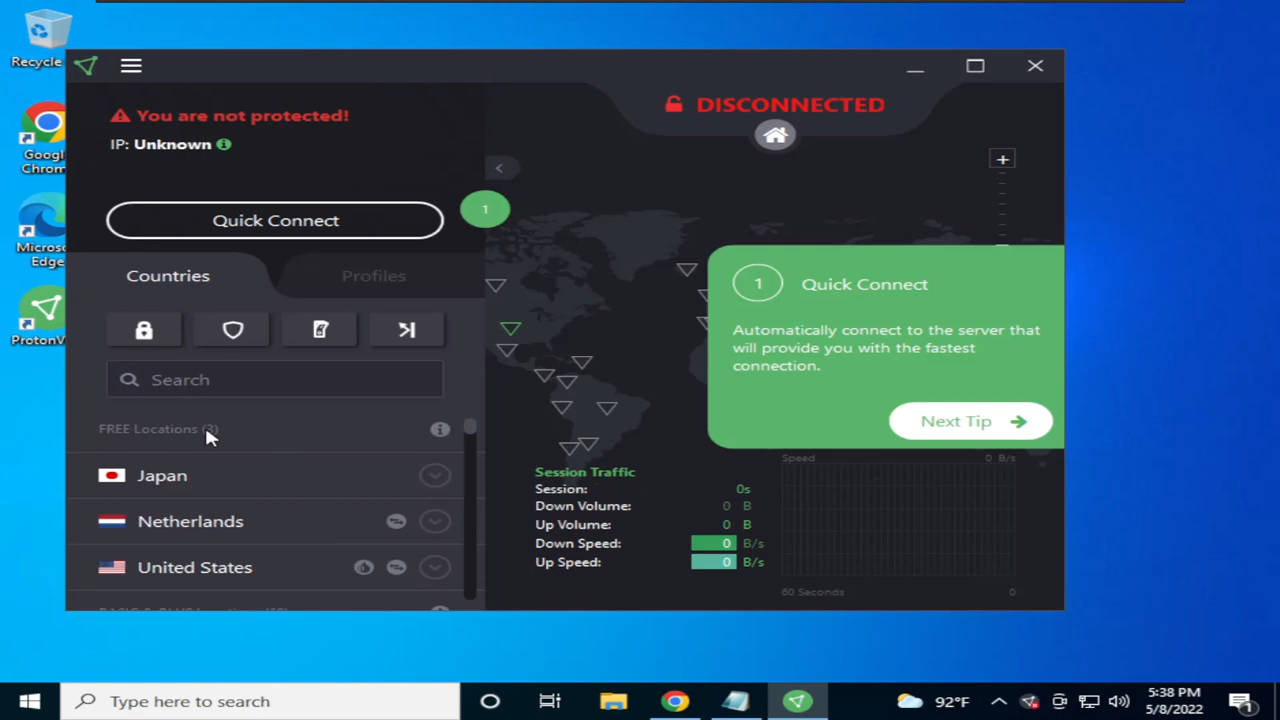 Recycle
Googl
Chrom
Micros
Edge
ProtonV
You are not protected!
IP: Unknown
DISCONNECTED
Quick Connect
1
Countries
Profiles
Search
FREE Locations (3)
Japan
Netherlands
United States
1 Quick Connect
Automatically connect to the server that
will provide you with the fastest
connection.
Next Tip
Session Traffic
Session: 0s
Down Volume: 0 B
Up Volume: 0 B
Down Speed: 0 B/s
Up Speed: 0 B/s
Speed 0 B/s
60 Seconds 0
Type here to search
92°F
5:38 PM
5/8/2022
1